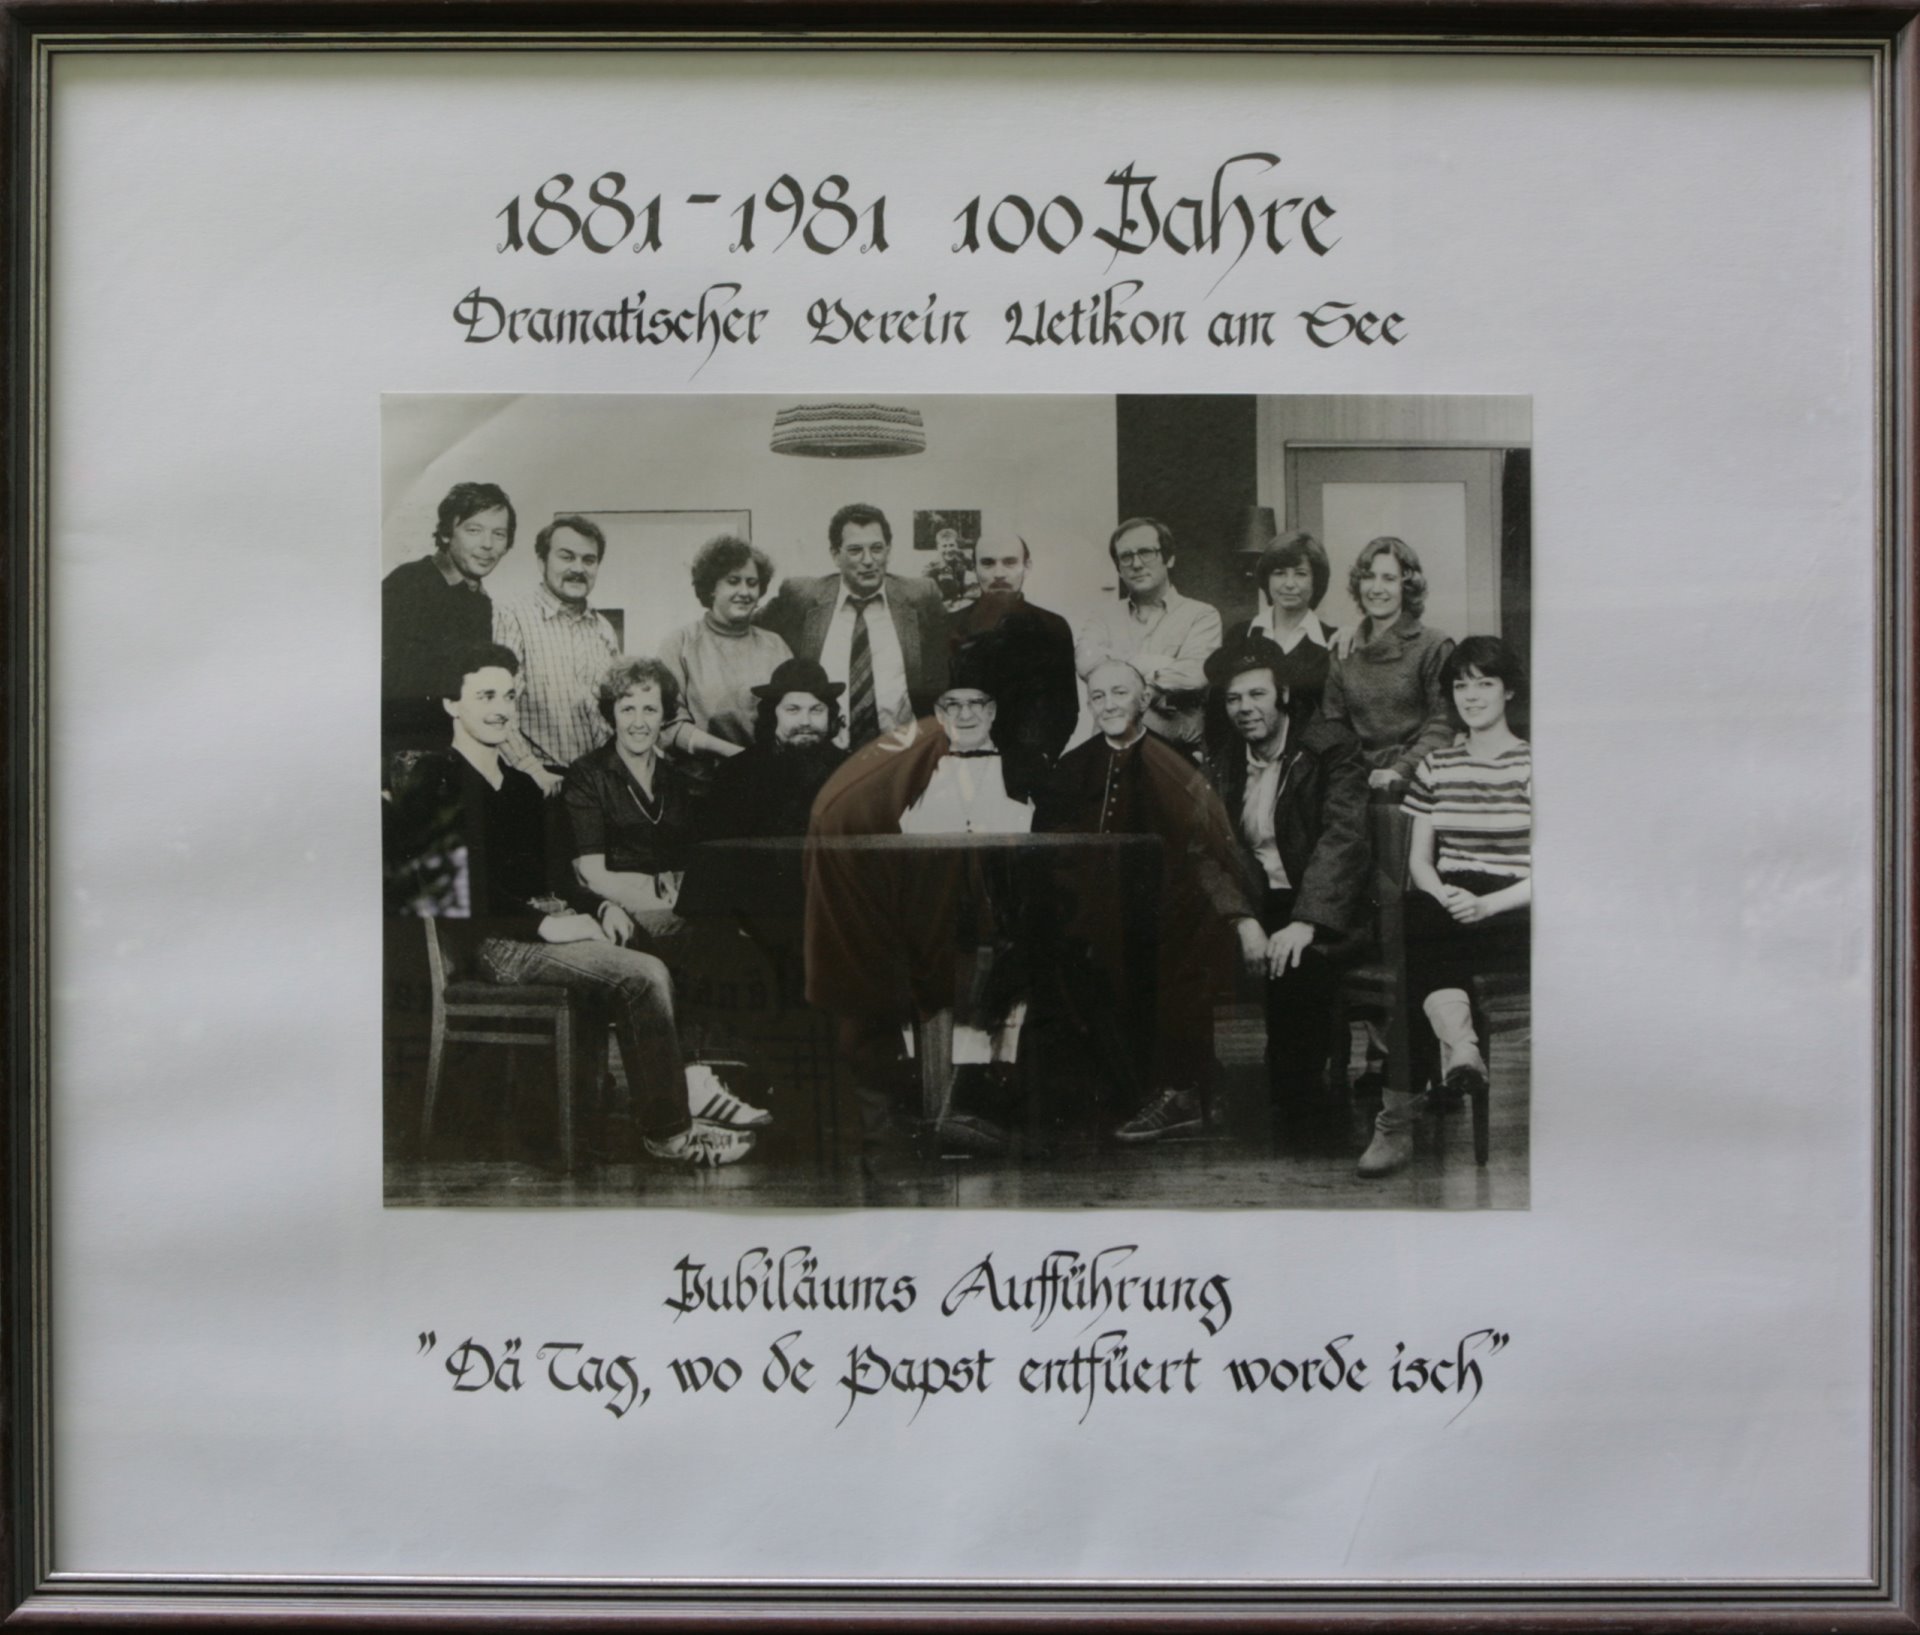 1881-1981 100 Jahre
Dramatischer Verein Uetikon am See
Jubiläums Aufführung
"Dä Tag, wo de Papst entfüert worde isch"